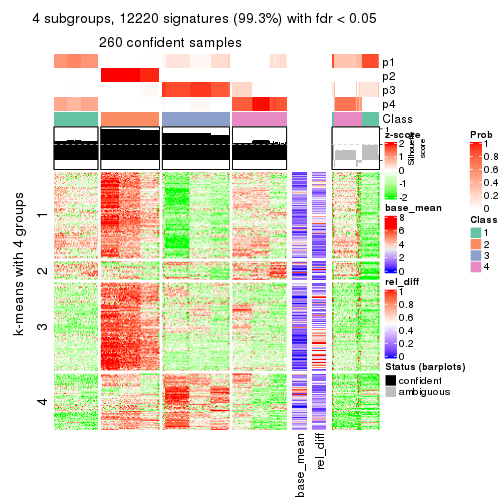 4 subgroups, 12220 signatures (99.3%) with fdr < 0.05
260 confident samples
p1
p2
p3
p4
Class
1
Silhouette
score
k-means with 4 groups
1
2
3
4
base_mean
rel_diff
z-score
2
1
0
-1
-2
base_mean
8
6
4
2
0
rel_diff
1
0.8
0.6
0.4
0.2
0
Status (barplots)
confident
ambiguous
Prob
1
0.8
0.6
0.4
0.2
0
Class
1
2
3
4